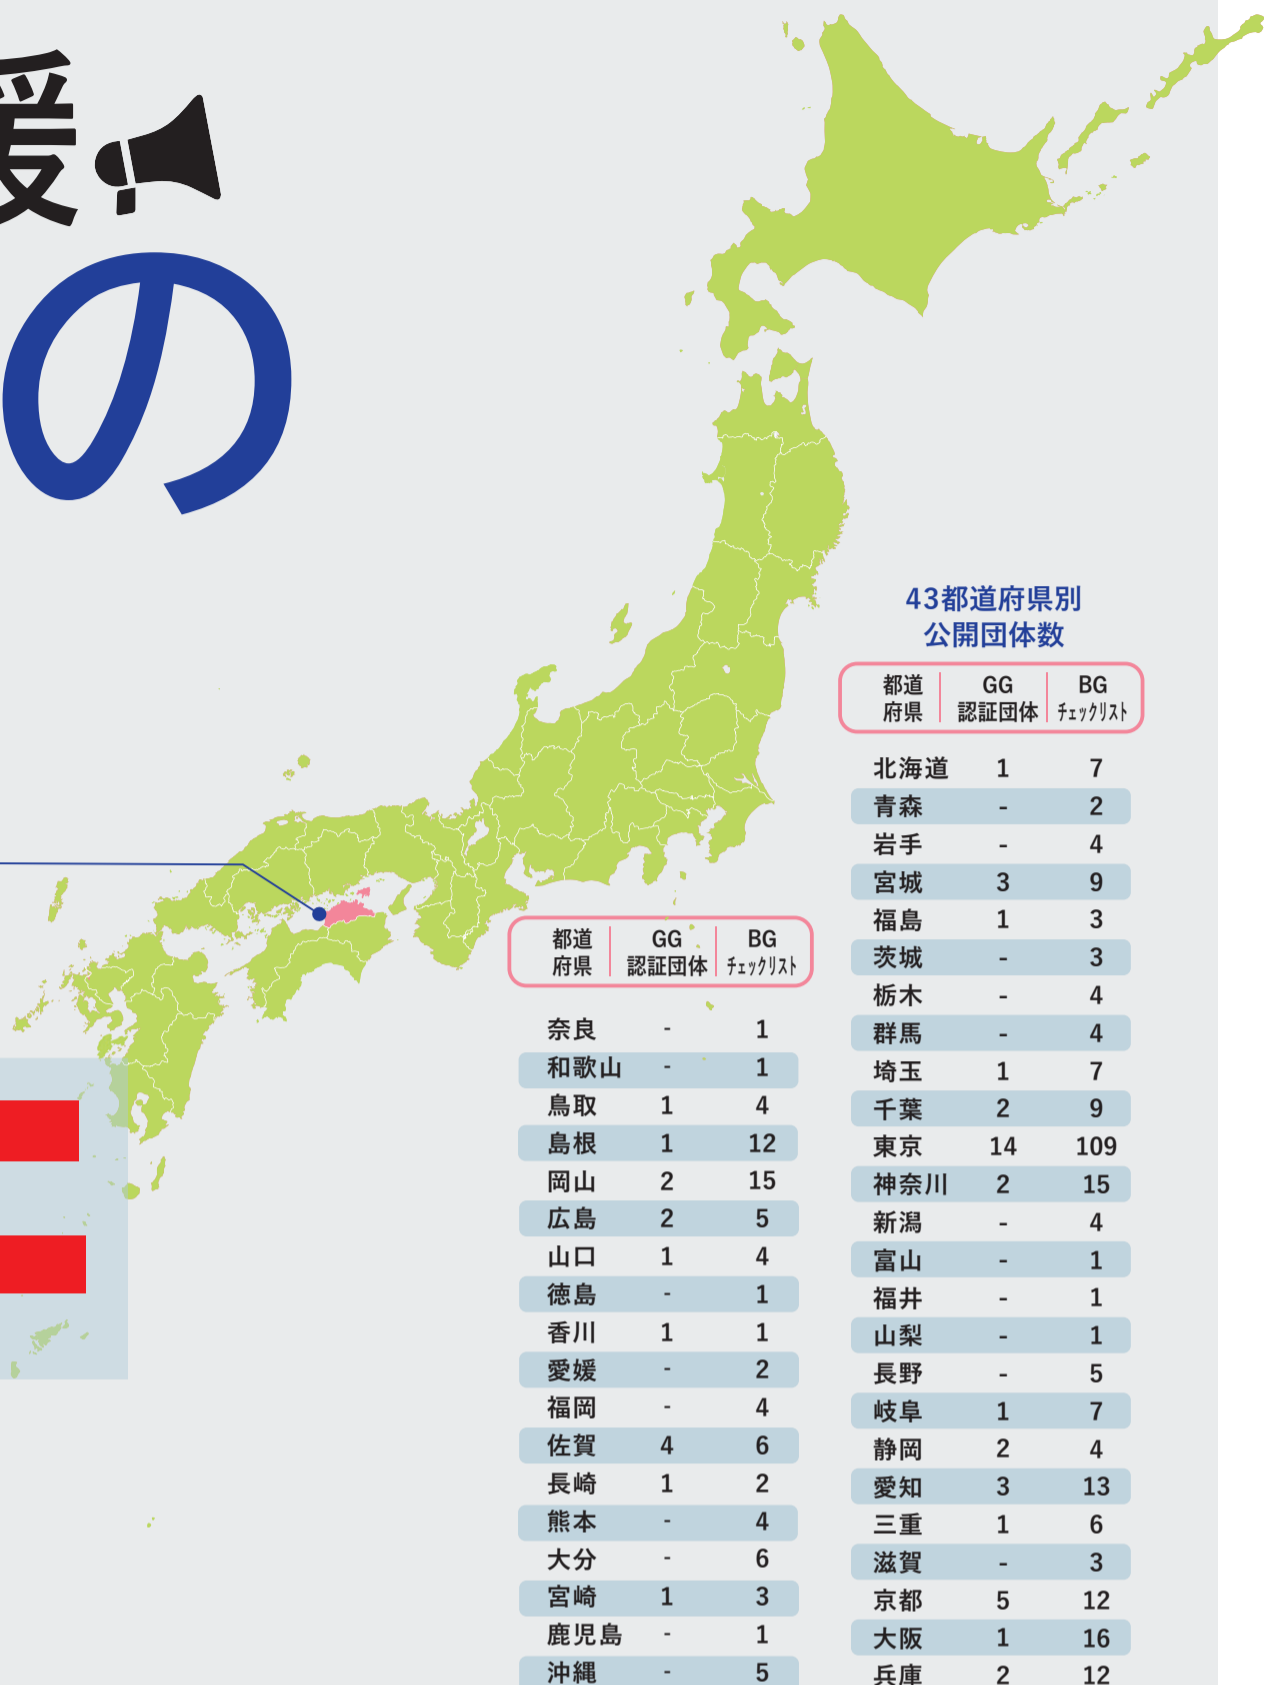 援
の
43都道府県別
公開団体数
都道府県 GG認証団体 BGチェックリスト
北海道 1 7
青森 - 2
岩手 - 4
宮城 3 9
福島 1 3
茨城 - 3
栃木 - 4
群馬 - 4
埼玉 1 7
千葉 2 9
東京 14 109
神奈川 2 15
新潟 - 4
富山 - 1
福井 - 1
山梨 - 1
長野 - 5
岐阜 1 7
静岡 2 4
愛知 3 13
三重 1 6
滋賀 - 3
京都 5 12
大阪 1 16
兵庫 2 12
都道府県 GG認証団体 BGチェックリスト
奈良 - 1
和歌山 - 1
鳥取 1 4
島根 1 12
岡山 2 15
広島 2 5
山口 1 4
徳島 - 1
香川 1 1
愛媛 - 2
福岡 - 4
佐賀 4 6
長崎 1 2
熊本 - 4
大分 - 6
宮崎 1 3
鹿児島 - 1
沖縄 - 5